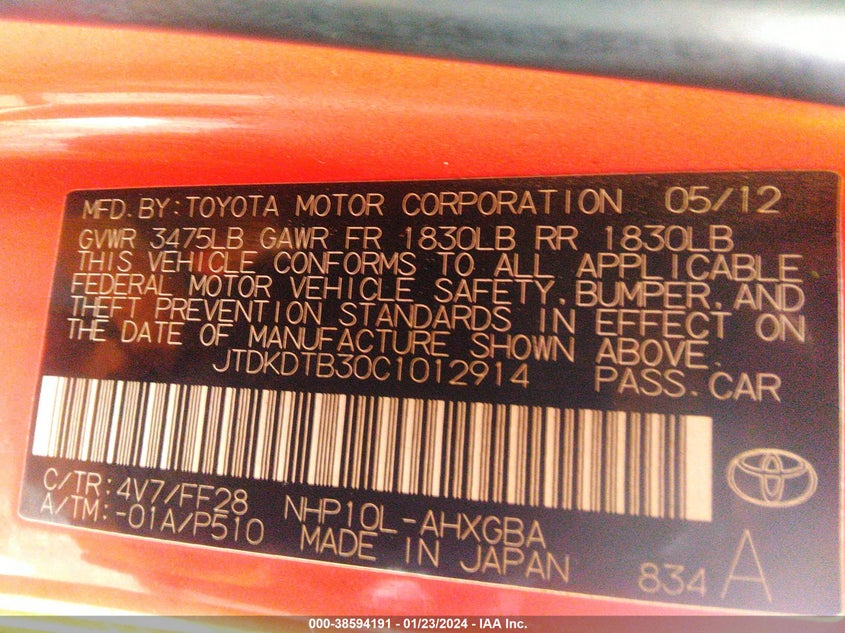 MFD. BY: TOYOTA MOTOR CORPORATION 05/12
GVWR 3475LB GAWR FR 1830LB RR 1830LB
THIS VEHICLE CONFORMS TO ALL APPLICABLE
FEDERAL MOTOR VEHICLE SAFETY, BUMPER, AND
THEFT PREVENTION STANDARDS IN EFFECT ON
THE DATE OF MANUFACTURE SHOWN ABOVE.
JTDKDTB30C1012914 PASS. CAR
C/TR: 4V7/FF28 NHP10L-AHXGBA
A/TM: -01A/P510 MADE IN JAPAN 834 A
000-38594191 - 01/23/2024 - IAA Inc.